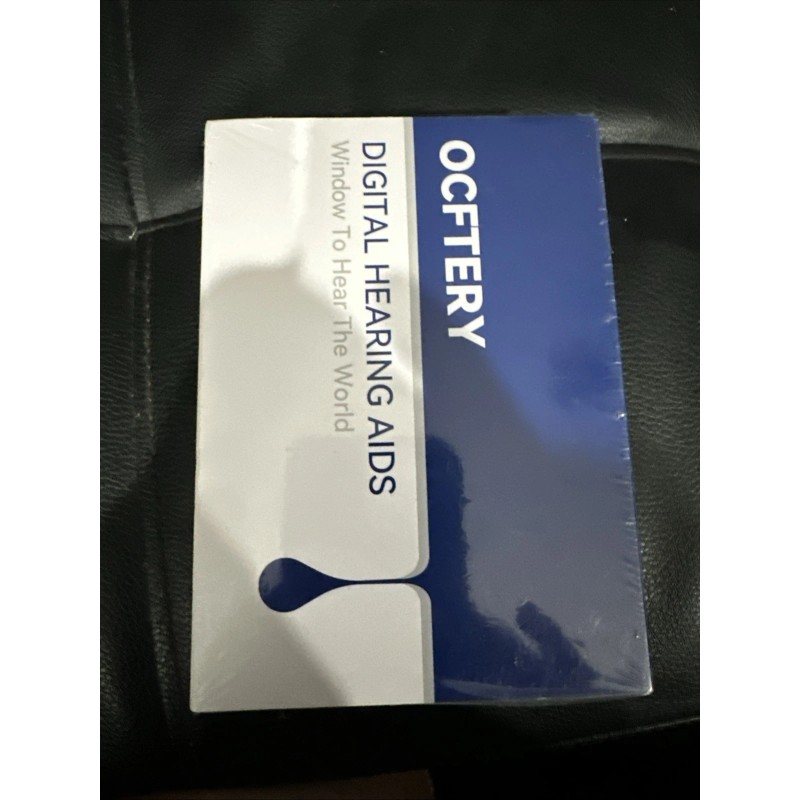 OCFTERY
DIGITAL HEARING AIDS
Window To Hear The World